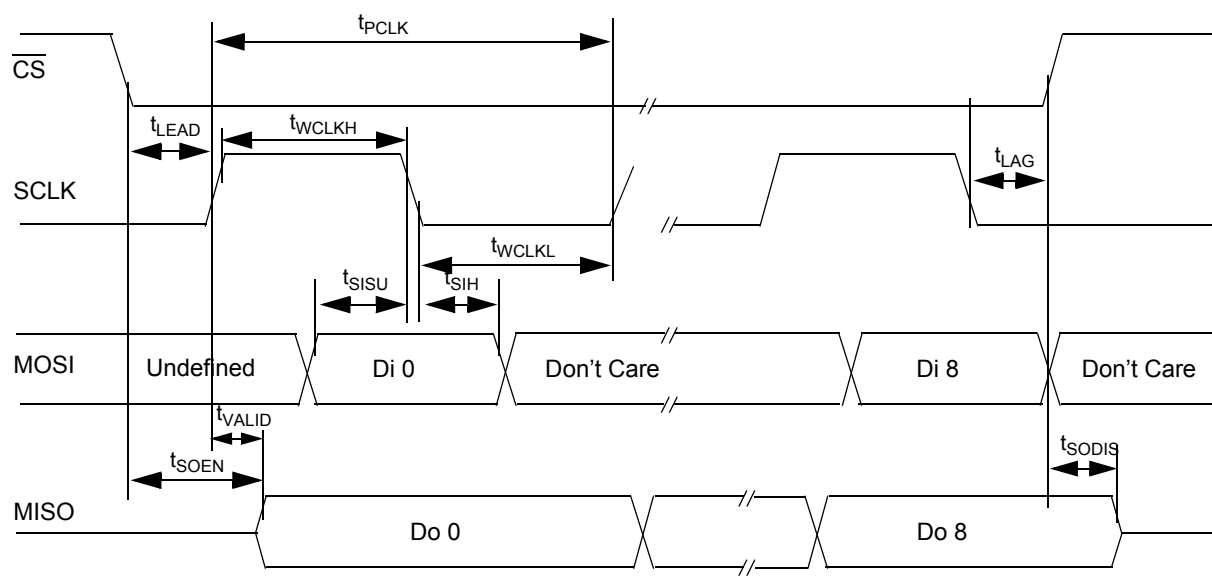 tPCLK
CS
tLEAD
tWCLKH
tLAG
SCLK
tWCLKL
tSISU
tSIH
MOSI
Undefined
Di 0
Don't Care
Di 8
Don't Care
tVALID
tSOEN
tSODIS
MISO
Do 0
Do 8